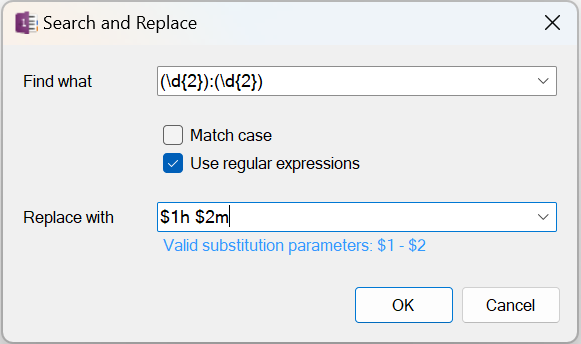 Search and Replace
Find what
(\d{2}):(\d{2})
Match case
Use regular expressions
Replace with
$1h $2m
Valid substitution parameters: $1 - $2
OK Cancel